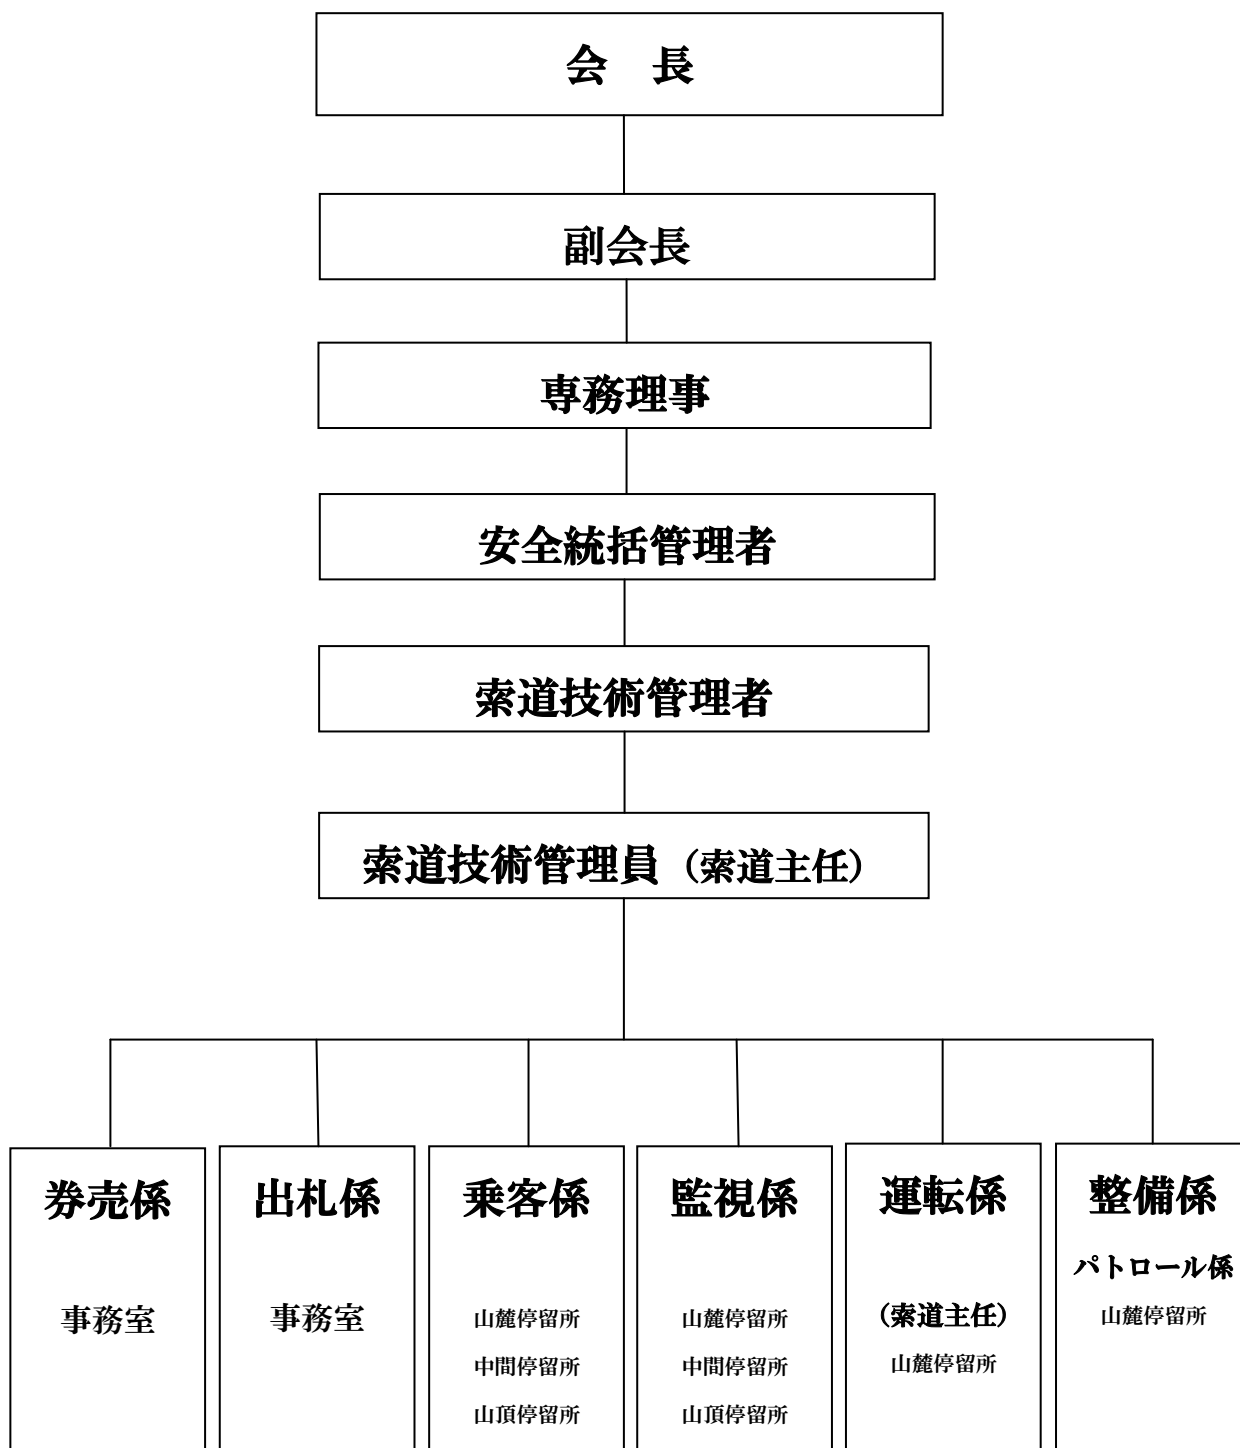 会　長
副会長
専務理事
安全統括管理者
索道技術管理者
索道技術管理員（索道主任）
券売係
事務室
出札係
事務室
乗客係
山麓停留所
中間停留所
山頂停留所
監視係
山麓停留所
中間停留所
山頂停留所
運転係
（索道主任）
山麓停留所
整備係
パトロール係
山麓停留所